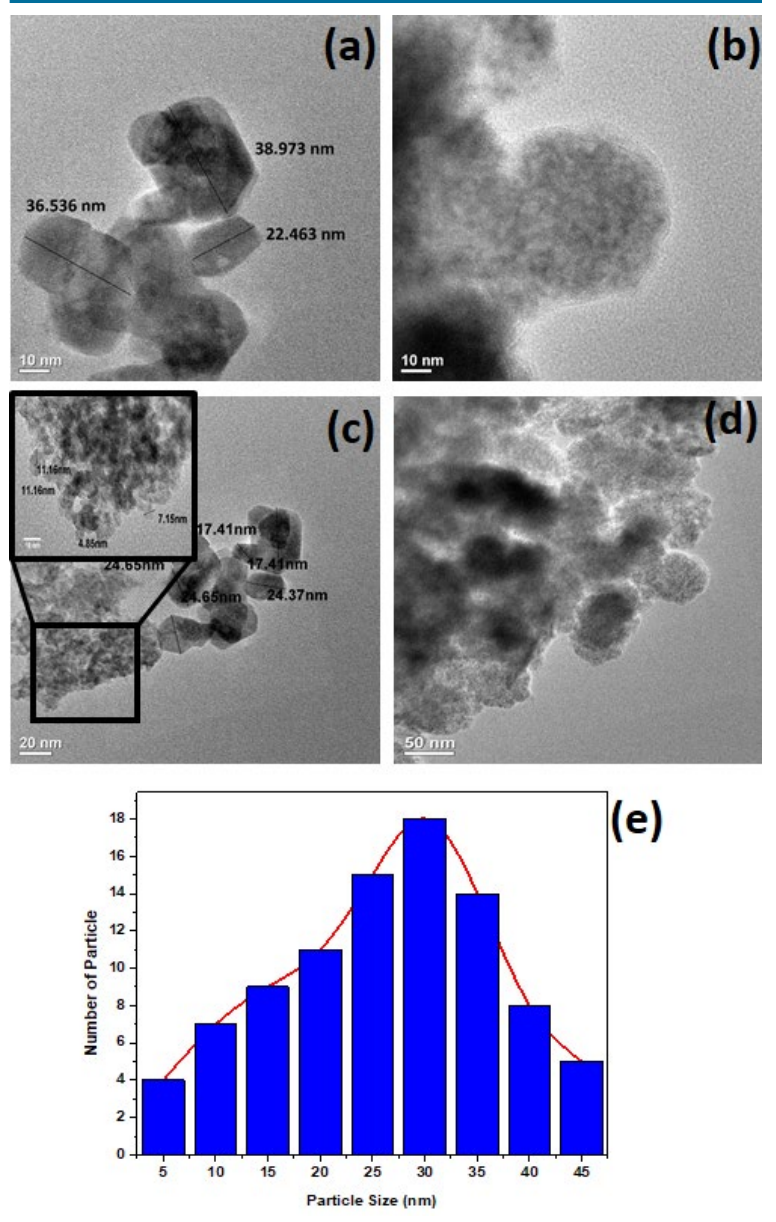 (a)
38.973 nm
36.536 nm
22.463 nm
10 nm
(b)
10 nm
(c)
11.16nm
11.16nm
7.15nm
4.85nm
17.41nm
24.65nm
17.41nm
24.65nm
24.37nm
20 nm
(d)
50 nm
(e)
Number of Particle
18
16
14
12
10
8
6
4
2
0
5 10 15 20 25 30 35 40 45
Particle Size (nm)